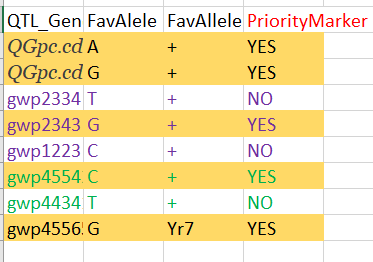 QTL_Gen FavAlele FavAllele PriorityMarker
QGpc.cd A + YES
QGpc.cd G + YES
gwp2334 T + NO
gwp2343 G + YES
gwp1223 C + NO
gwp4554 C + YES
gwp4434 T + NO
gwp4556 G Yr7 YES